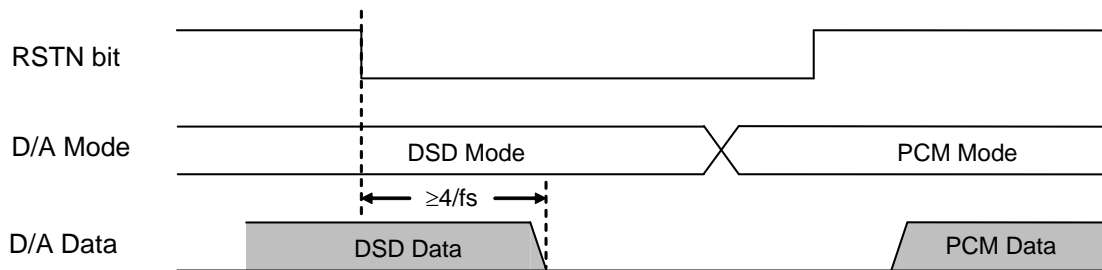 RSTN bit
D/A Mode
DSD Mode
PCM Mode
≥4/fs
D/A Data
DSD Data
PCM Data